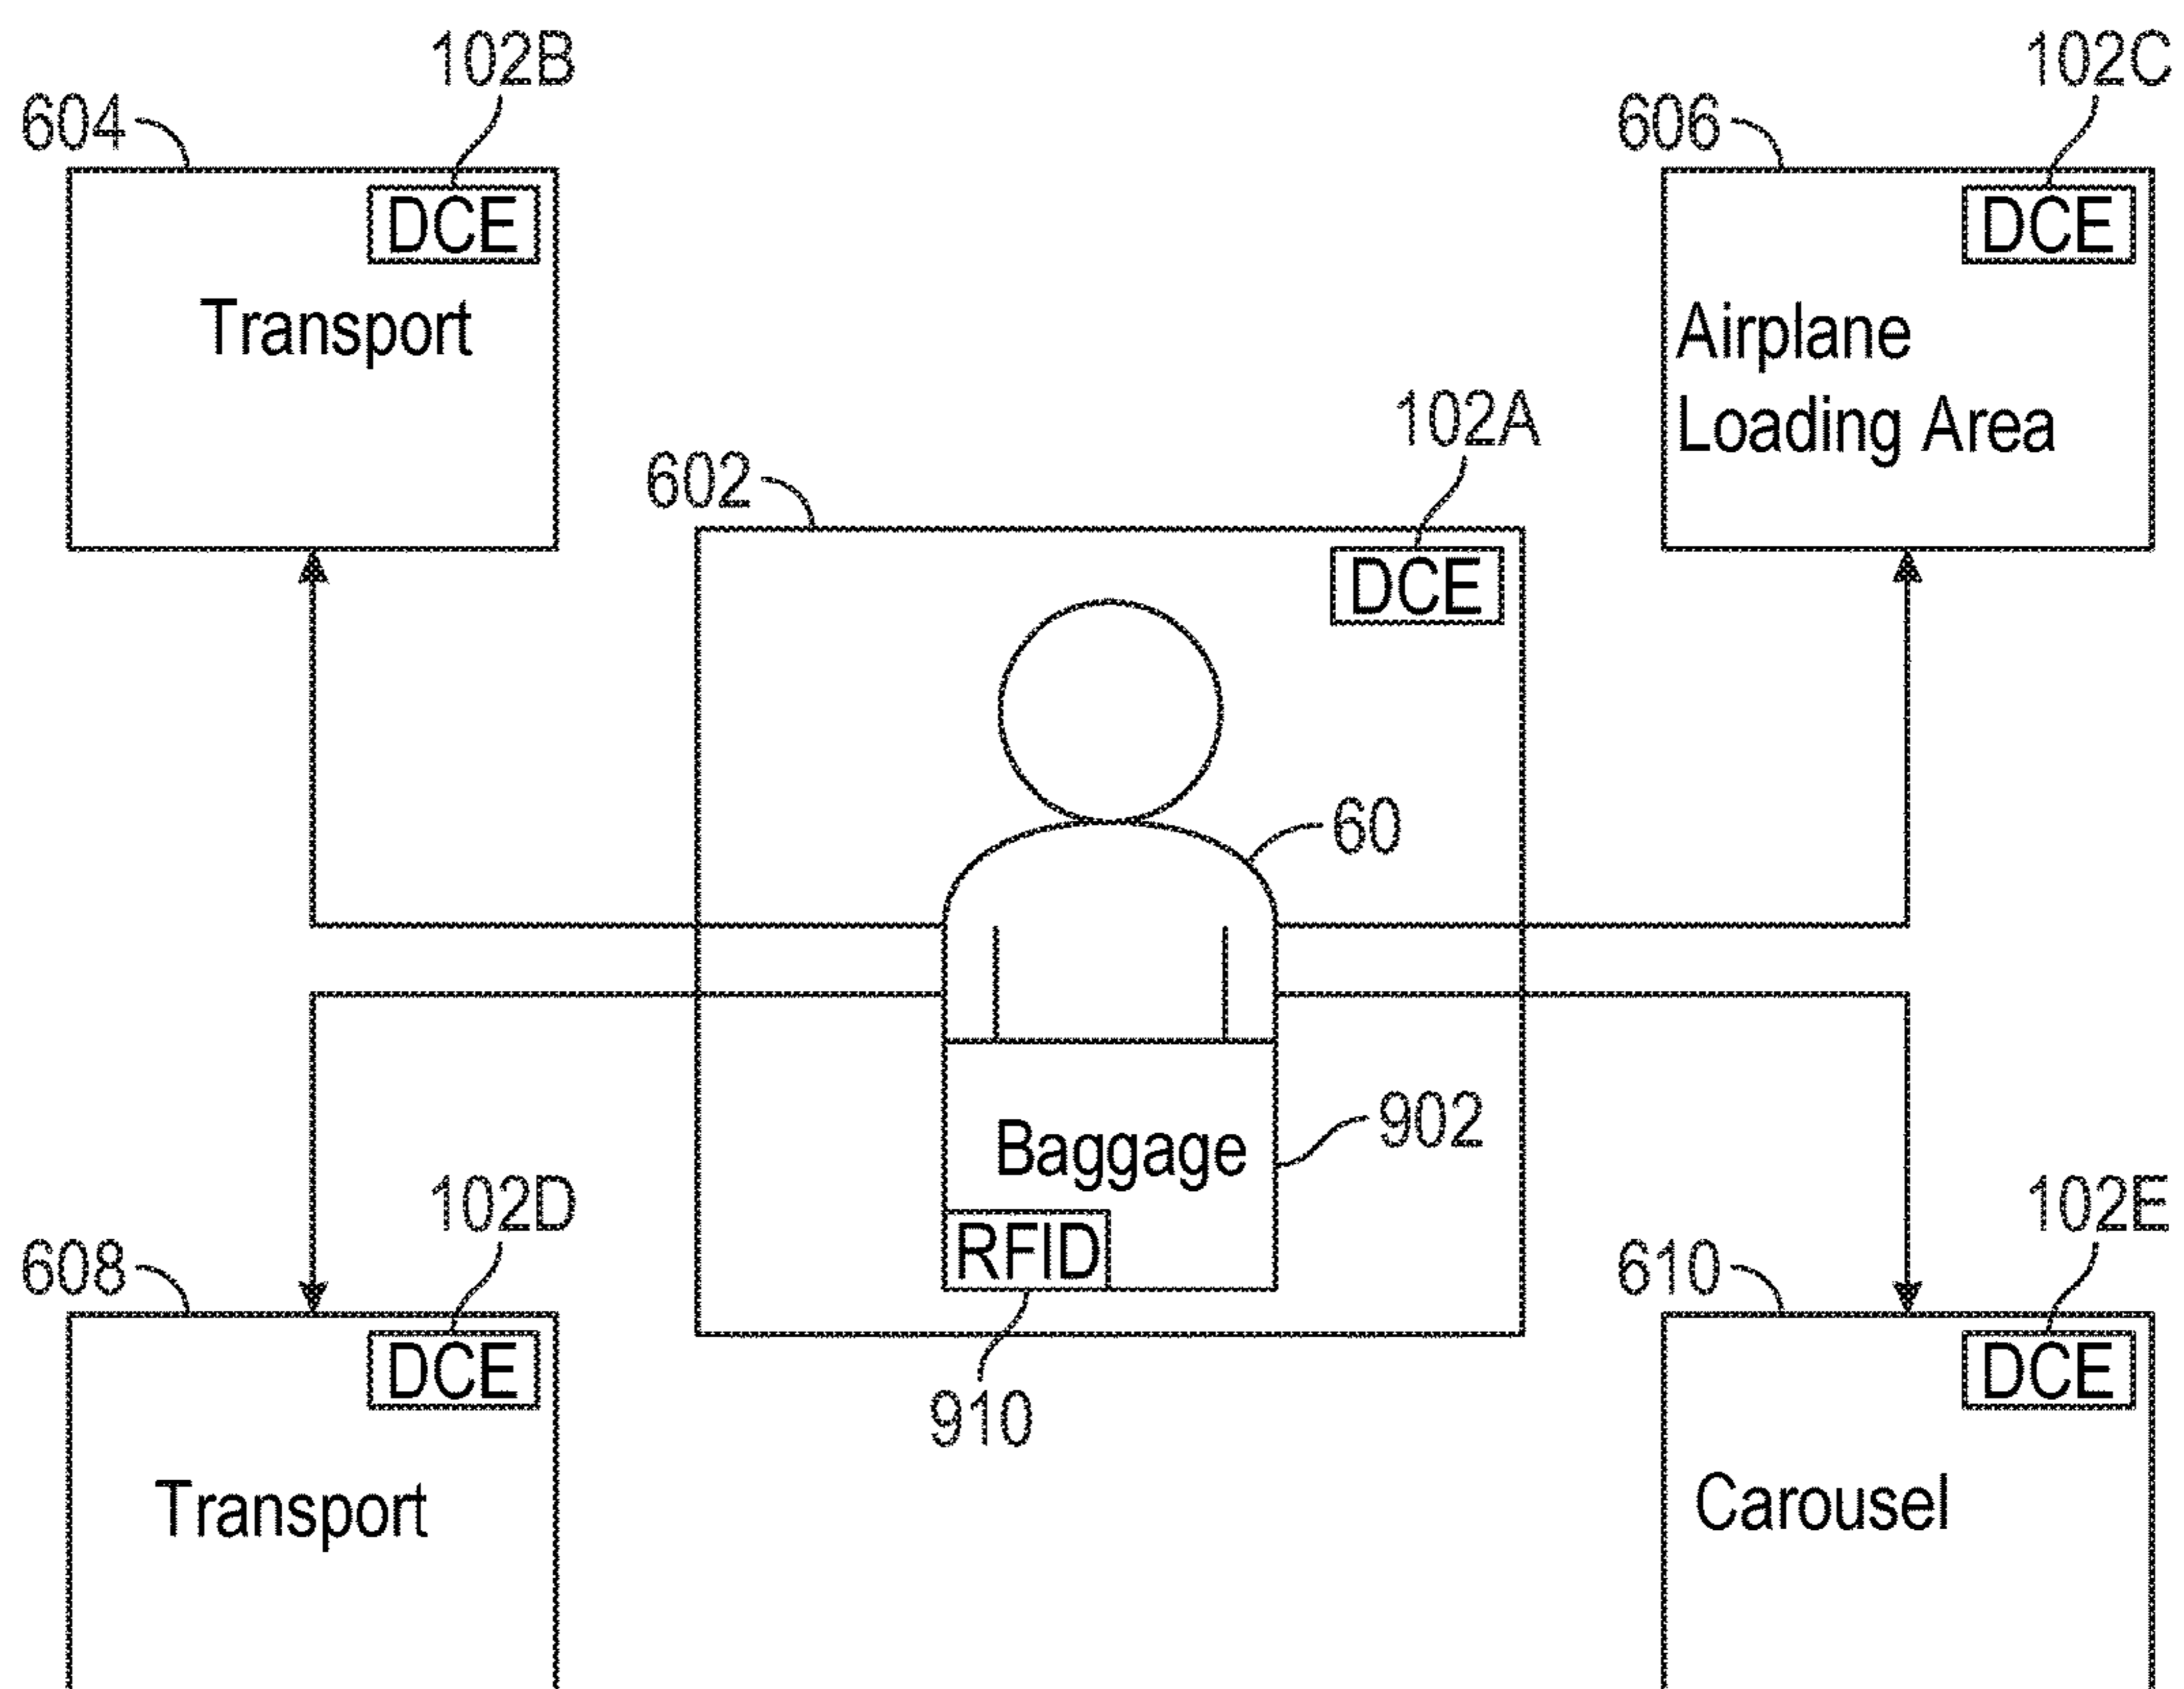 102B
604
DCE
Transport
102C
606
DCE
Airplane
Loading Area
102A
602
DCE
60
Baggage
902
RFID
910
102D
608
DCE
Transport
102E
610
DCE
Carousel